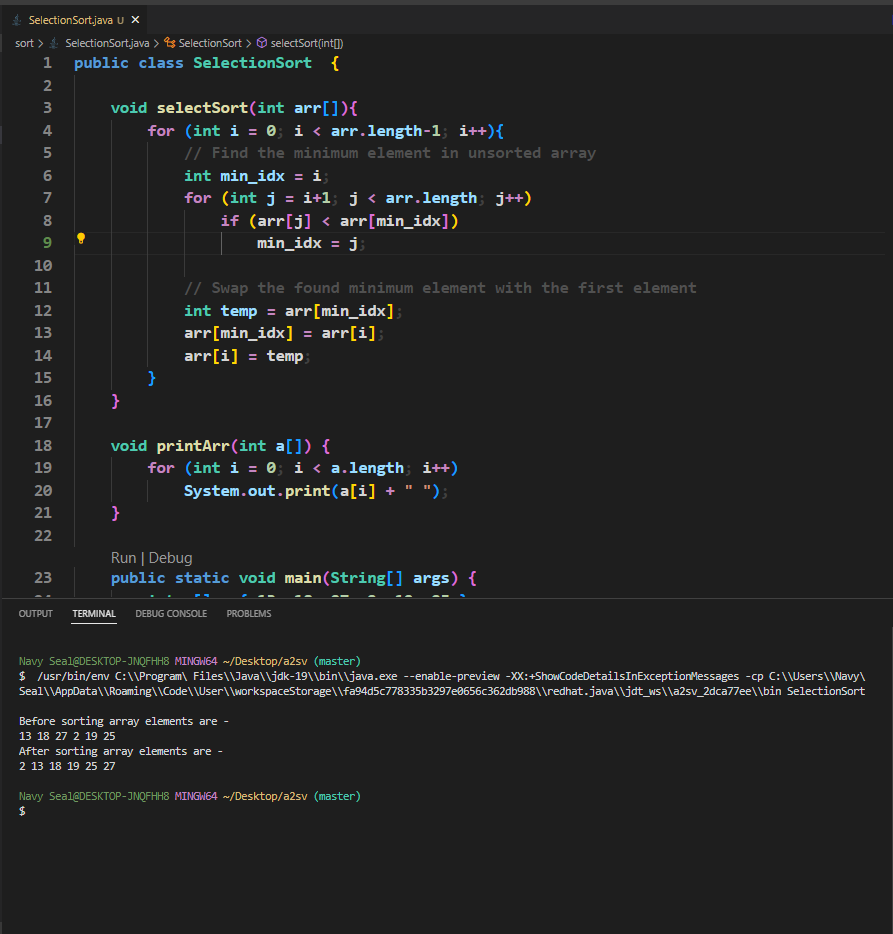 SelectionSort.java U ×
sort > SelectionSort.java > SelectionSort > selectSort(int[])
1 public class SelectionSort {
2
3 void selectSort(int arr[]){
4 for (int i = 0; i < arr.length-1; i++){
5 // Find the minimum element in unsorted array
6 int min_idx = i;
7 for (int j = i+1; j < arr.length; j++)
8 if (arr[j] < arr[min_idx])
9 min_idx = j;
10
11 // Swap the found minimum element with the first element
12 int temp = arr[min_idx];
13 arr[min_idx] = arr[i];
14 arr[i] = temp;
15 }
16 }
17
18 void printArr(int a[]) {
19 for (int i = 0; i < a.length; i++)
20 System.out.print(a[i] + " ");
21 }
22
Run | Debug
23 public static void main(String[] args) {
OUTPUT TERMINAL DEBUG CONSOLE PROBLEMS
Navy Seal@DESKTOP-JNQFHH8 MINGW64 ~/Desktop/a2sv (master)
$ /usr/bin/env C:\\Program\ Files\\Java\\jdk-19\\bin\\java.exe --enable-preview -XX:+ShowCodeDetailsInExceptionMessages -cp C:\\Users\\Navy\
Seal\\AppData\\Roaming\\Code\\User\\workspaceStorage\\fa94d5c778335b3297e0656c362db988\\redhat.java\\jdt_ws\\a2sv_2dca77ee\\bin SelectionSort
Before sorting array elements are -
13 18 27 2 19 25
After sorting array elements are -
2 13 18 19 25 27
Navy Seal@DESKTOP-JNQFHH8 MINGW64 ~/Desktop/a2sv (master)
$